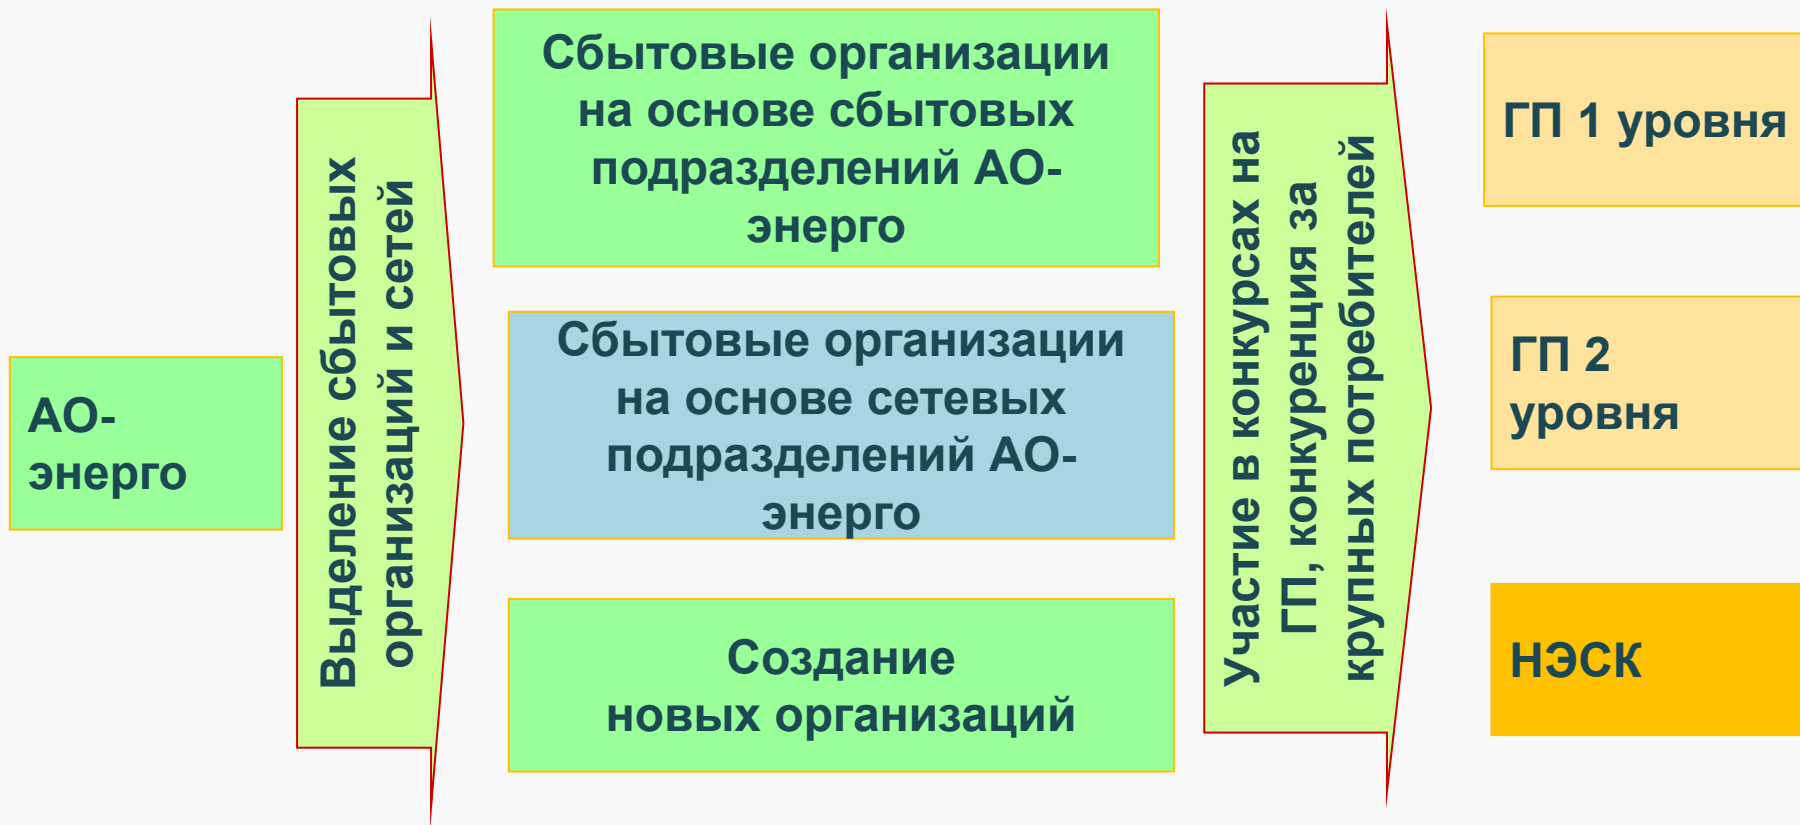 АО-
энерго
Выделение сбытовых
организаций и сетей
Сбытовые организации
на основе сбытовых
подразделений АО-
энерго
Сбытовые организации
на основе сетевых
подразделений АО-
энерго
Создание
новых организаций
Участие в конкурсах на
ГП, конкуренция за
крупных потребителей
ГП 1 уровня
ГП 2
уровня
НЭСК